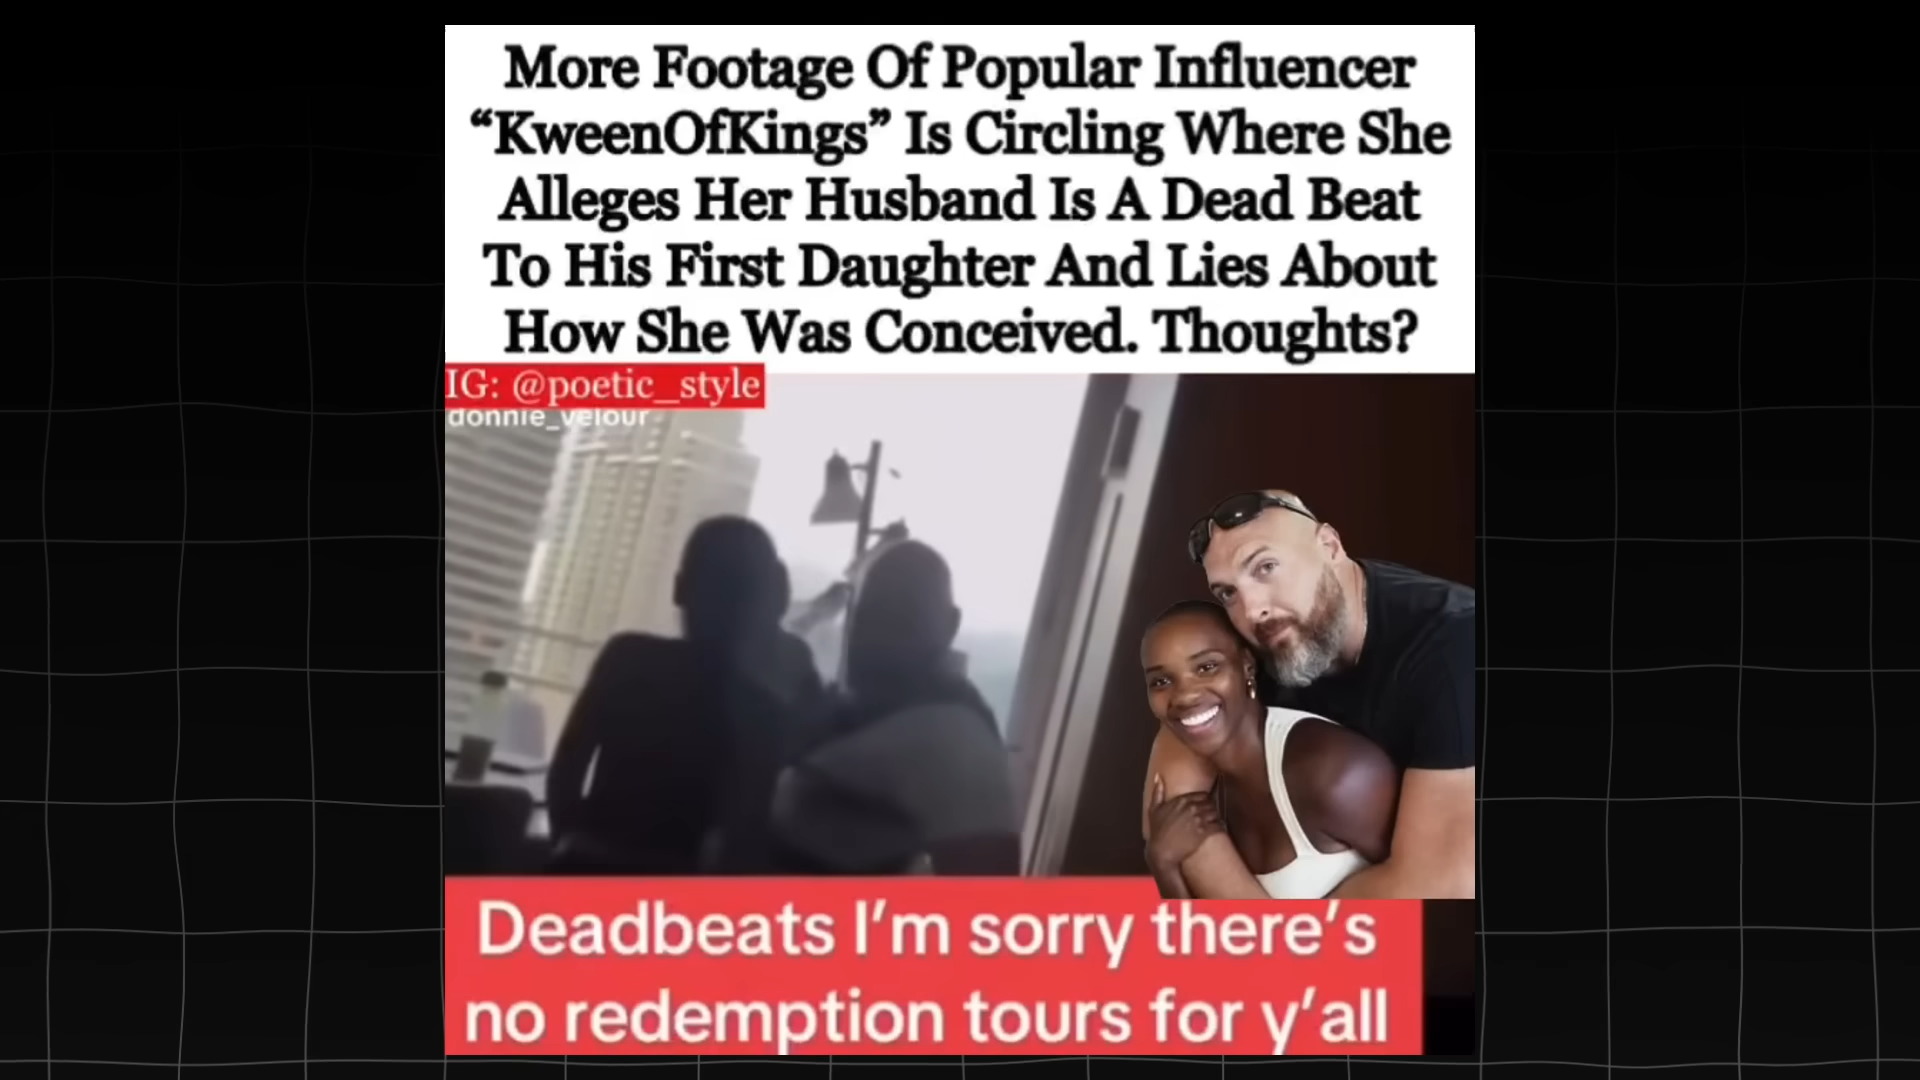 More Footage Of Popular Influencer
“KweenOfKings” Is Circling Where She
Alleges Her Husband Is A Dead Beat
To His First Daughter And Lies About
How She Was Conceived. Thoughts?
IG: @poetic_style
donnie_velour
Deadbeats I’m sorry there’s
no redemption tours for y’all